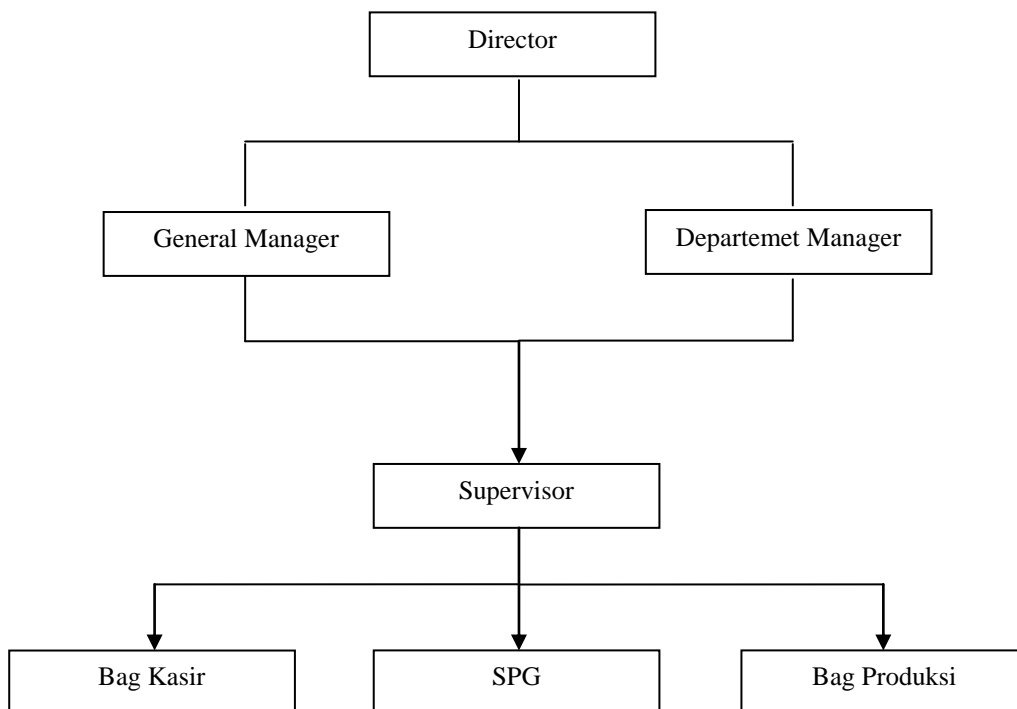 Director
General Manager
Departemet Manager
Supervisor
Bag Kasir
SPG
Bag Produksi